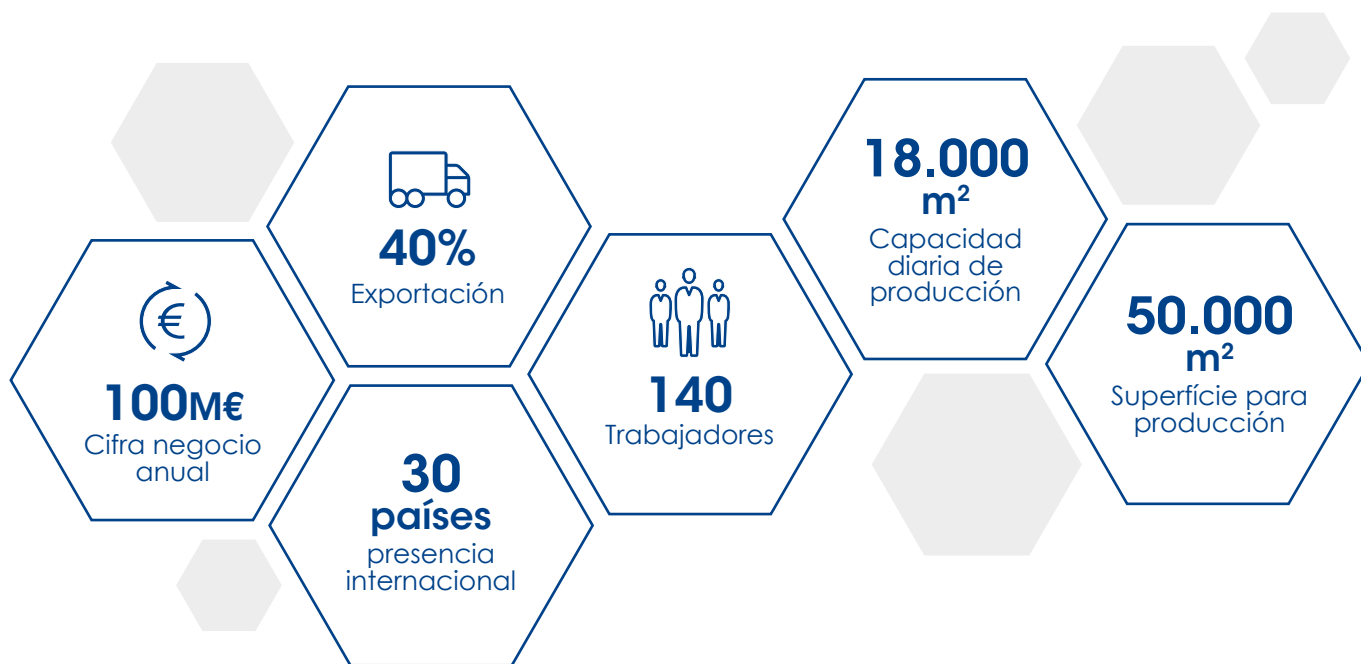 100M€
Cifra negocio
anual
40%
Exportación
30
países
presencia
internacional
140
Trabajadores
18.000
m²
Capacidad
diaria de
producción
50.000
m²
Superfície para
producción